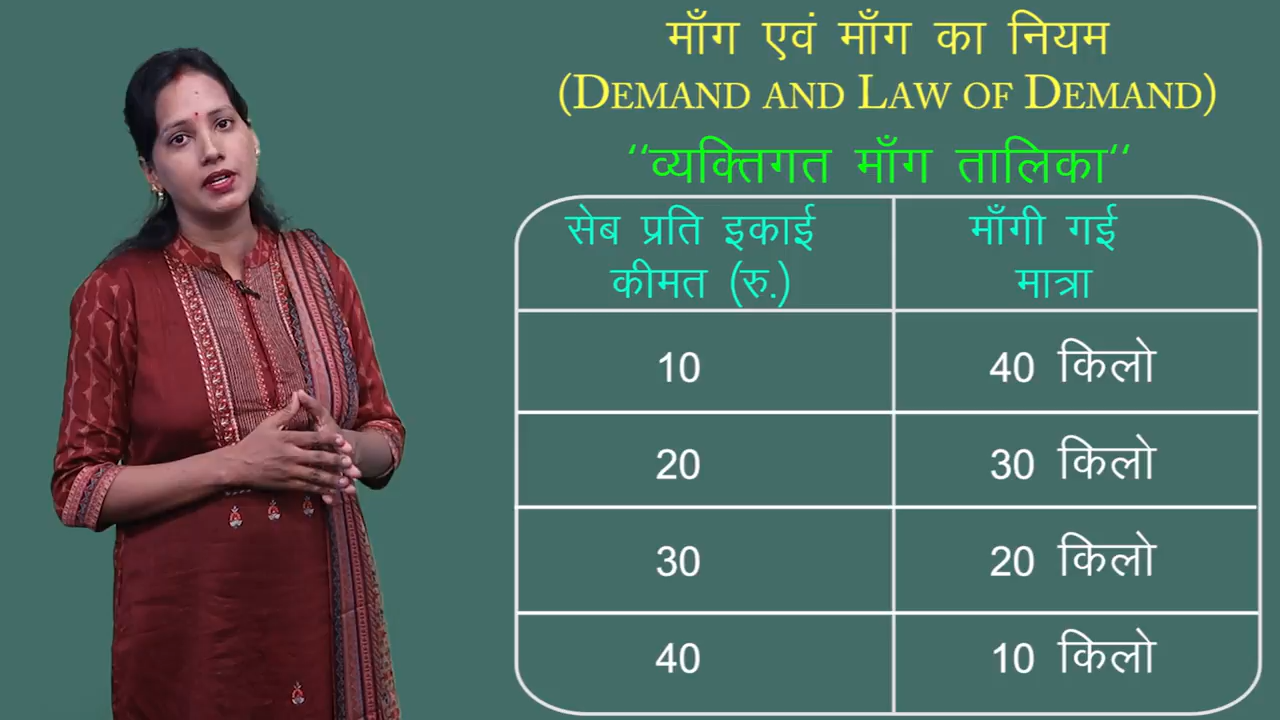 माँग एवं माँग का नियम
(DEMAND AND LAW OF DEMAND)
‘‘व्यक्तिगत माँग तालिका‘‘
सेब प्रति इकाई कीमत (रु.) माँगी गई मात्रा
10 40 किलो
20 30 किलो
30 20 किलो
40 10 किलो